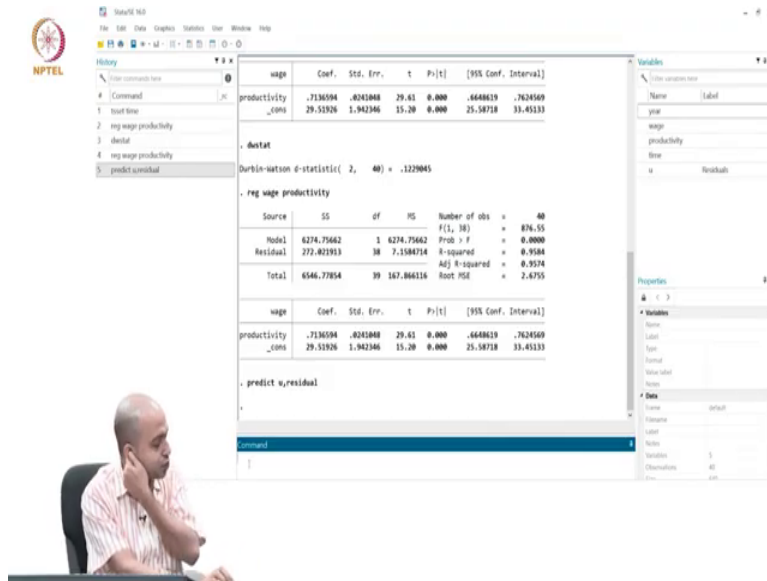 Stata/SE 16.0
File Edit Data Graphics Statistics User Window Help
NPTEL
History
Filter commands here
# Command _rc
1 tsset time
2 reg wage productivity
3 dwstat
4 reg wage productivity
5 predict u,residual
wage Coef. Std. Err. t P>|t| [95% Conf. Interval]
productivity .7136594 .0241048 29.61 0.000 .6648619 .7624569
_cons 29.51926 1.942346 15.20 0.000 25.58718 33.45133
. dwstat
Durbin-Watson d-statistic( 2, 40) = .1229045
. reg wage productivity
Source SS df MS Number of obs = 40
F(1, 38) = 876.55
Model 6274.75662 1 6274.75662 Prob > F = 0.0000
Residual 272.021913 38 7.1584714 R-squared = 0.9584
Adj R-squared = 0.9574
Total 6546.77854 39 167.866116 Root MSE = 2.6755
wage Coef. Std. Err. t P>|t| [95% Conf. Interval]
productivity .7136594 .0241048 29.61 0.000 .6648619 .7624569
_cons 29.51926 1.942346 15.20 0.000 25.58718 33.45133
. predict u,residual
.
Command
Variables
Filter variables here
Name Label
year
wage
productivity
time
u Residuals
Properties
Variables
Name
Label
Type
Format
Value label
Notes
Data
Frame default
Filename
Label
Notes
Variables 5
Observations 40